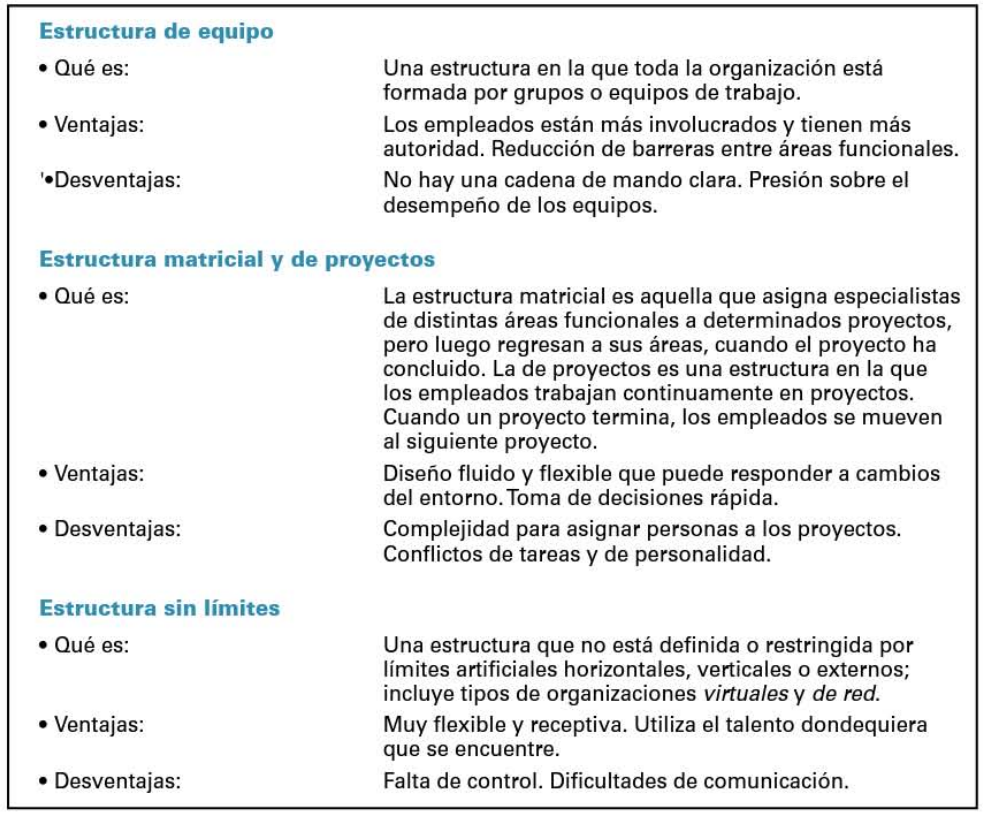 Estructura de equipo
• Qué es: Una estructura en la que toda la organización está
formada por grupos o equipos de trabajo.
• Ventajas: Los empleados están más involucrados y tienen más
autoridad. Reducción de barreras entre áreas funcionales.
'•Desventajas: No hay una cadena de mando clara. Presión sobre el
desempeño de los equipos.
Estructura matricial y de proyectos
• Qué es: La estructura matricial es aquella que asigna especialistas
de distintas áreas funcionales a determinados proyectos,
pero luego regresan a sus áreas, cuando el proyecto ha
concluido. La de proyectos es una estructura en la que
los empleados trabajan continuamente en proyectos.
Cuando un proyecto termina, los empleados se mueven
al siguiente proyecto.
• Ventajas: Diseño fluido y flexible que puede responder a cambios
del entorno. Toma de decisiones rápida.
• Desventajas: Complejidad para asignar personas a los proyectos.
Conflictos de tareas y de personalidad.
Estructura sin límites
• Qué es: Una estructura que no está definida o restringida por
límites artificiales horizontales, verticales o externos;
incluye tipos de organizaciones virtuales y de red.
• Ventajas: Muy flexible y receptiva. Utiliza el talento dondequiera
que se encuentre.
• Desventajas: Falta de control. Dificultades de comunicación.